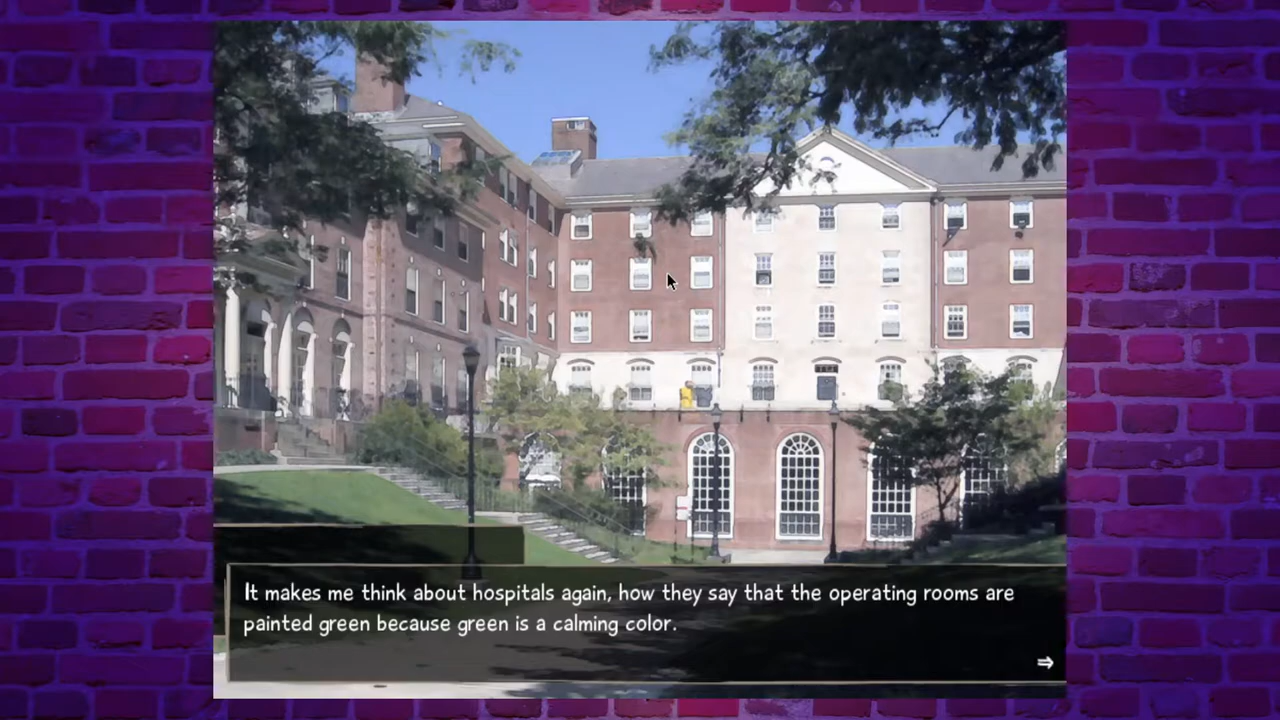 It makes me think about hospitals again, how they say that the operating rooms are
painted green because green is a calming color.